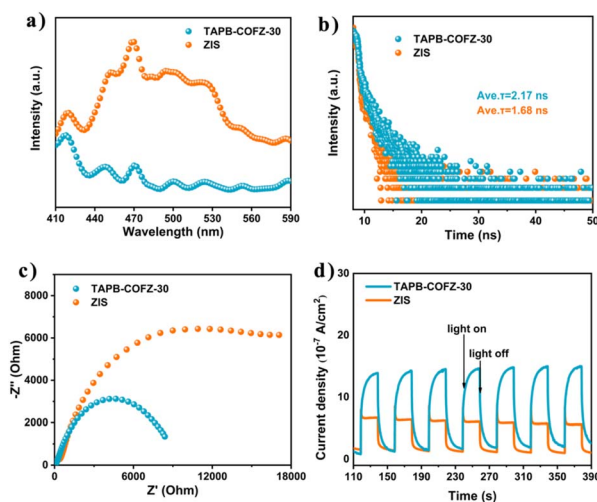 a)
TAPB-COFZ-30
ZIS
Intensity (a.u.)
410 440 470 500 530 560 590
Wavelength (nm)
b)
TAPB-COFZ-30
ZIS
Ave.τ=2.17 ns
Ave.τ=1.68 ns
Intensity (a.u.)
10 20 30 40 50
Time (ns)
c)
TAPB-COFZ-30
ZIS
-Z'' (Ohm)
8000
6000
4000
2000
0
0 6000 12000 18000
Z' (Ohm)
d)
TAPB-COFZ-30
ZIS
light on
light off
Current density (10⁻⁷ A/cm²)
30
20
10
0
110 150 190 230 270 310 350 390
Time (s)